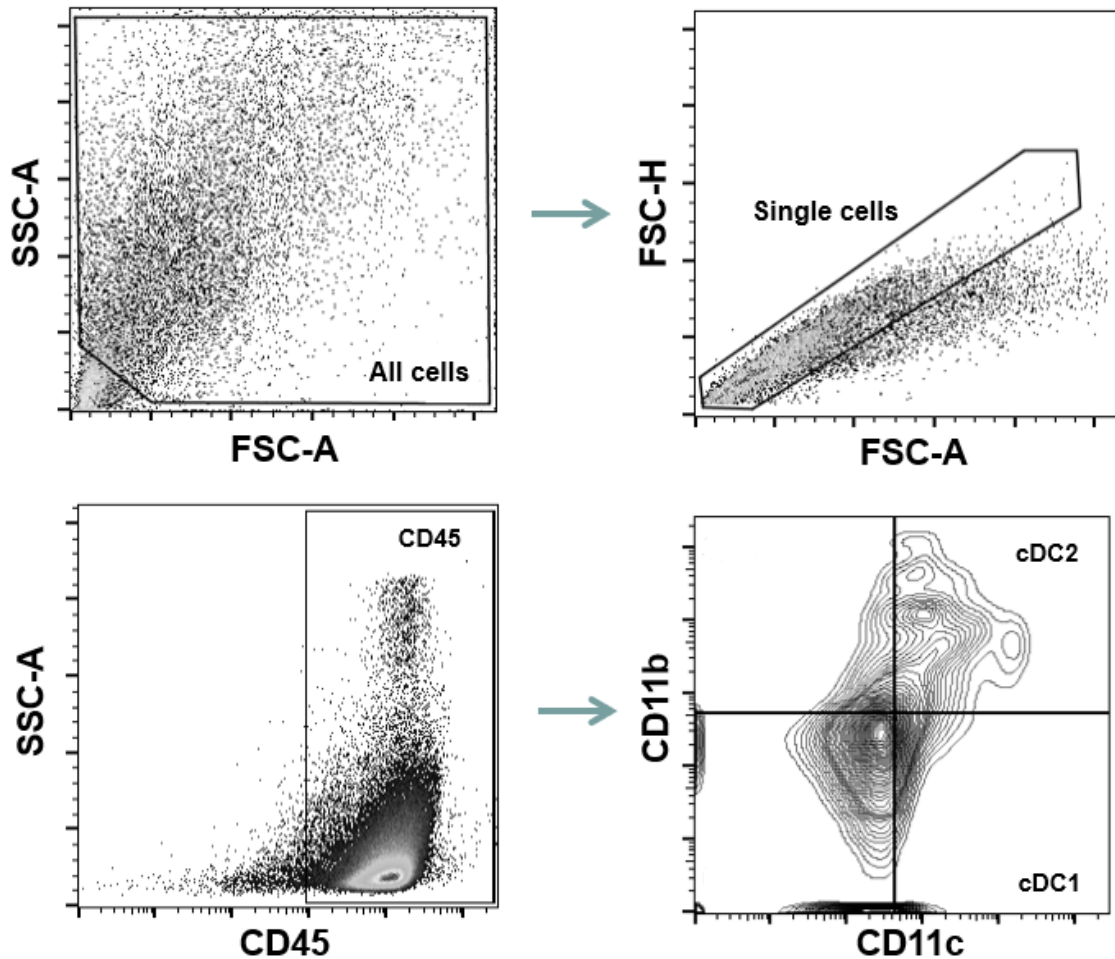 SSC-A
All cells
FSC-A
FSC-H
Single cells
FSC-A
SSC-A
CD45
CD45
CD11b
cDC2
cDC1
CD11c